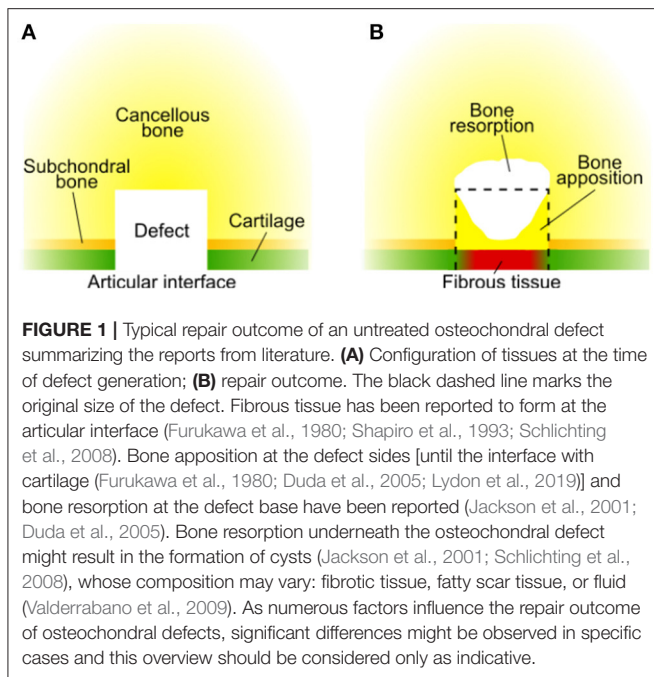 A
B
Cancellous
bone
Bone
resorption
Subchondral
bone
Bone
apposition
Defect
Cartilage
Articular interface
Fibrous tissue
FIGURE 1 | Typical repair outcome of an untreated osteochondral defect
summarizing the reports from literature. (A) Configuration of tissues at the time
of defect generation; (B) repair outcome. The black dashed line marks the
original size of the defect. Fibrous tissue has been reported to form at the
articular interface (Furukawa et al., 1980; Shapiro et al., 1993; Schlichting
et al., 2008). Bone apposition at the defect sides [until the interface with
cartilage (Furukawa et al., 1980; Duda et al., 2005; Lydon et al., 2019)] and
bone resorption at the defect base have been reported (Jackson et al., 2001;
Duda et al., 2005). Bone resorption underneath the osteochondral defect
might result in the formation of cysts (Jackson et al., 2001; Schlichting et al.,
2008), whose composition may vary: fibrotic tissue, fatty scar tissue, or fluid
(Valderrabano et al., 2009). As numerous factors influence the repair outcome
of osteochondral defects, significant differences might be observed in specific
cases and this overview should be considered only as indicative.